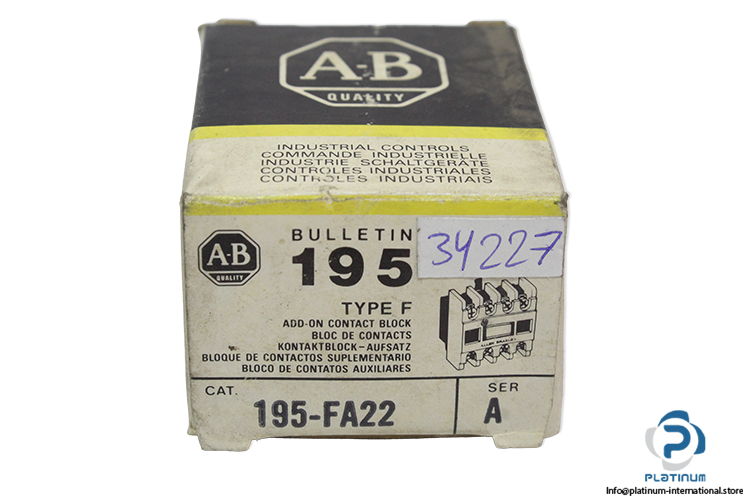 A-B
QUALITY
INDUSTRIAL CONTROLS
COMMANDE INDUSTRIELLE
INDUSTRIE SCHALTGERÄTE
CONTROLES INDUSTRIALES
CONTROLES INDUSTRIAIS
A-B
QUALITY
BULLETIN
195
34227
TYPE F
ADD-ON CONTACT BLOCK
BLOC DE CONTACTS
KONTAKTBLOCK-AUFSATZ
BLOQUE DE CONTACTOS SUPLEMENTARIO
BLOCO DE CONTATOS AUXILIARES
ALLEN BRADLEY
CAT.
195-FA22
SER
A
PLATINUM
Info@platinum-international.store